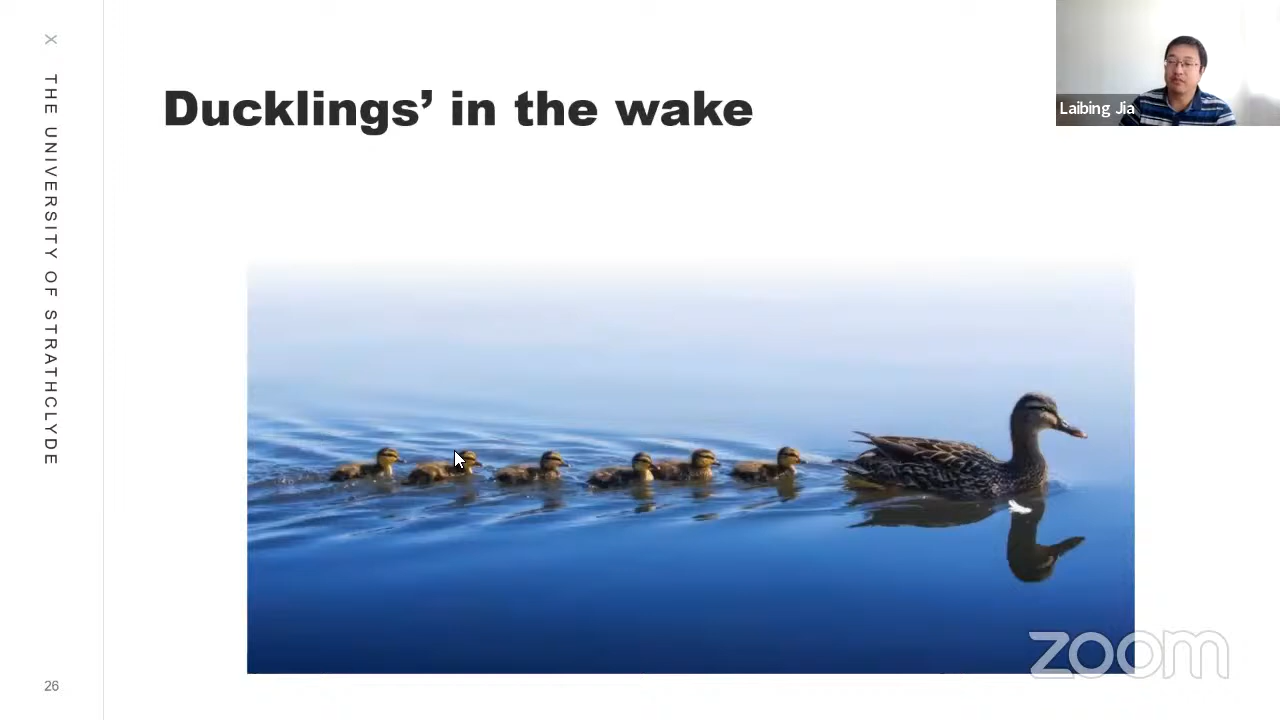 X THE UNIVERSITY OF STRATHCLYDE
Ducklings’ in the wake
Laibing Jia
26
zoom